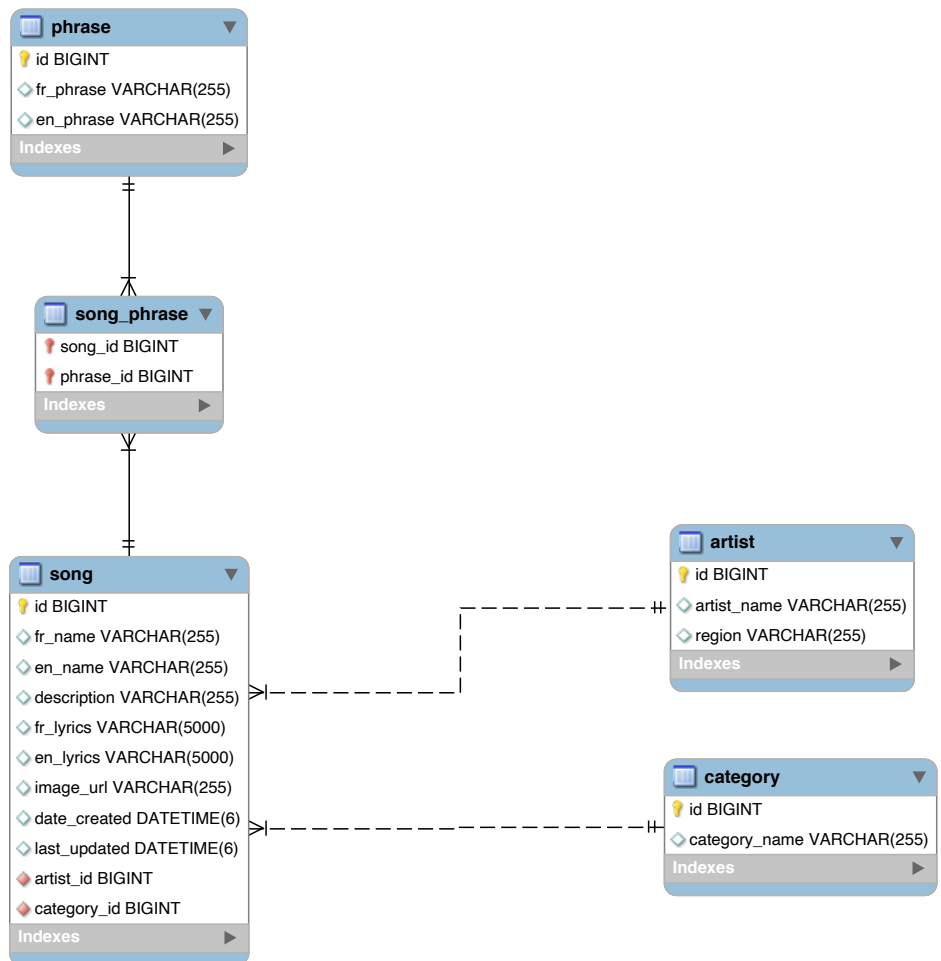 phrase
id BIGINT
fr_phrase VARCHAR(255)
en_phrase VARCHAR(255)
Indexes
song_phrase
song_id BIGINT
phrase_id BIGINT
Indexes
song
id BIGINT
fr_name VARCHAR(255)
en_name VARCHAR(255)
description VARCHAR(255)
fr_lyrics VARCHAR(5000)
en_lyrics VARCHAR(5000)
image_url VARCHAR(255)
date_created DATETIME(6)
last_updated DATETIME(6)
artist_id BIGINT
category_id BIGINT
Indexes
artist
id BIGINT
artist_name VARCHAR(255)
region VARCHAR(255)
Indexes
category
id BIGINT
category_name VARCHAR(255)
Indexes